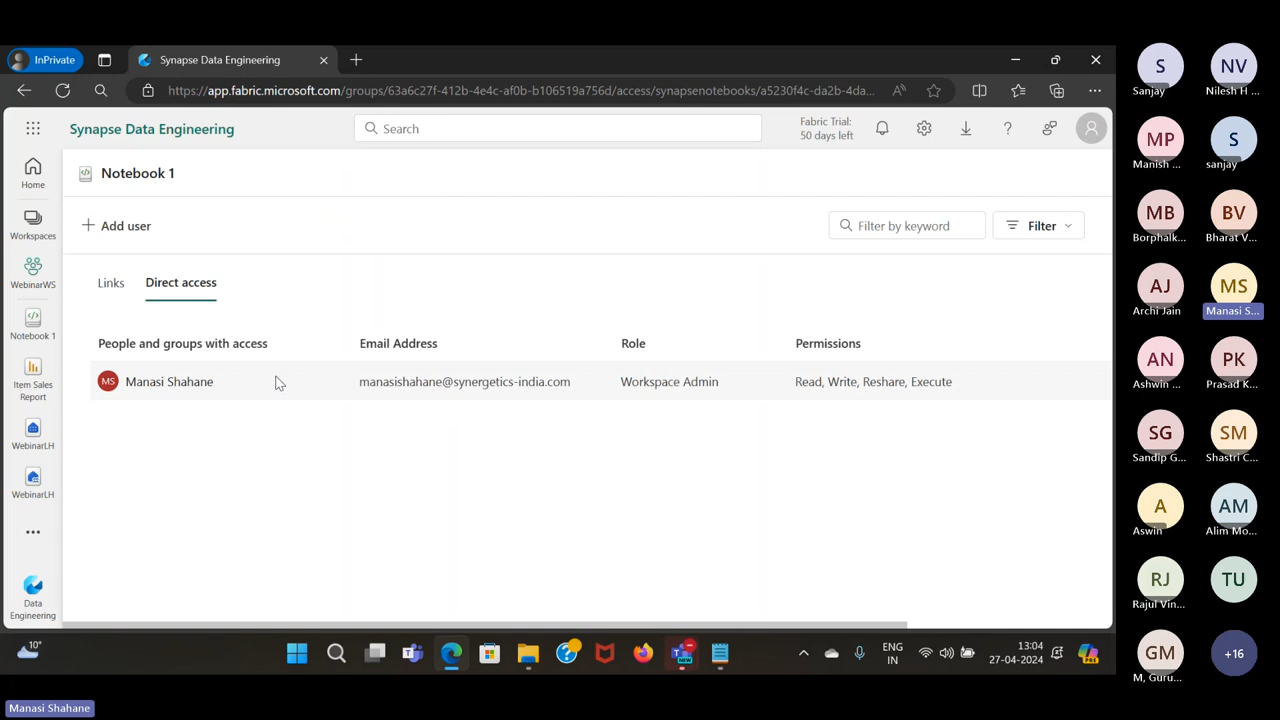 InPrivate
Synapse Data Engineering
https://app.fabric.microsoft.com/groups/63a6c27f-412b-4e4c-af0b-b106519a756d/access/synapsenotebooks/a5230f4c-da2b-4da...
Synapse Data Engineering
Search
Fabric Trial:
50 days left
Home
Workspaces
WebinarWS
Notebook 1
Item Sales
Report
WebinarLH
WebinarLH
Data
Engineering
Notebook 1
Add user
Filter by keyword
Filter
Links
Direct access
People and groups with access
Email Address
Role
Permissions
MS
Manasi Shahane
manasishahane@synergetics-india.com
Workspace Admin
Read, Write, Reshare, Execute
10°
ENG
IN
13:04
27-04-2024
PRE
NEW
Manasi Shahane
S
Sanjay
NV
Nilesh H ...
MP
Manish ...
S
sanjay
MB
Borphalk...
BV
Bharat V...
AJ
Archi Jain
MS
Manasi S...
AN
Ashwin ...
PK
Prasad K...
SG
Sandip G...
SM
Shastri C...
A
Aswin
AM
Alim Mo...
RJ
Rajul Vin...
TU
GM
M, Guru...
+16